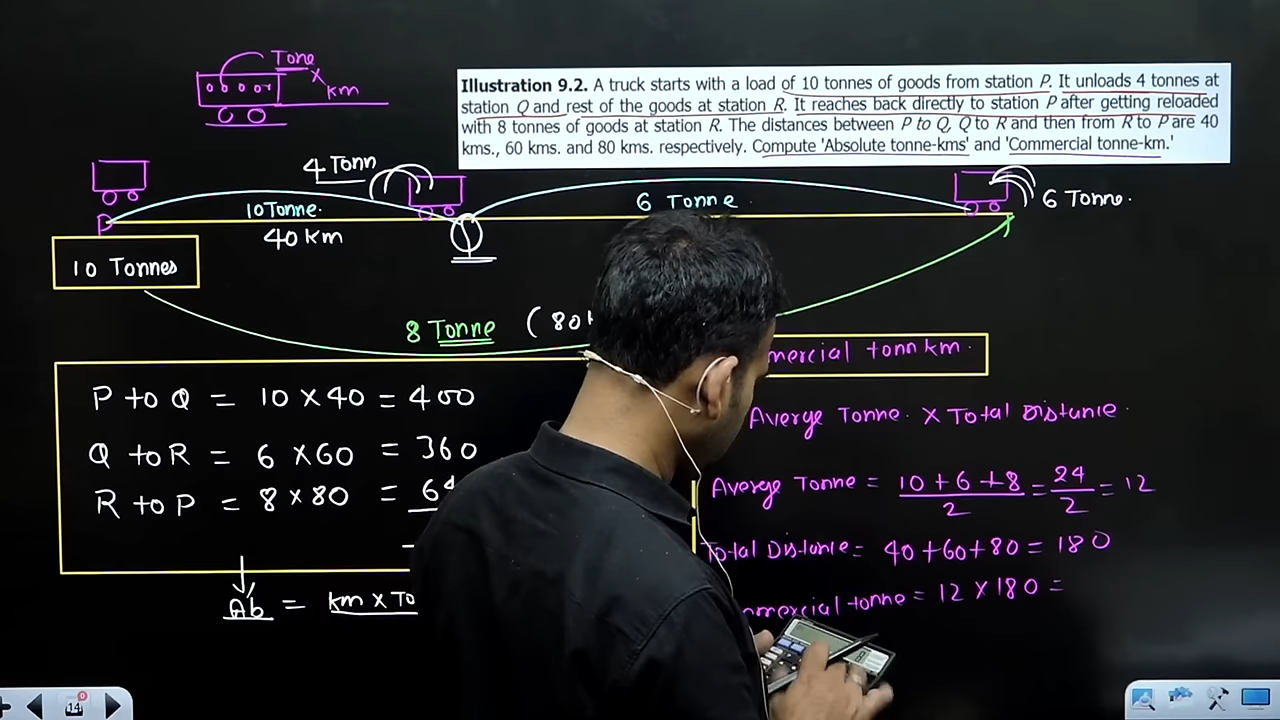 Tone
x
km
Illustration 9.2. A truck starts with a load of 10 tonnes of goods from station P. It unloads 4 tonnes at
station Q and rest of the goods at station R. It reaches back directly to station P after getting reloaded
with 8 tonnes of goods at station R. The distances between P to Q, Q to R and then from R to P are 40
kms., 60 kms. and 80 kms. respectively. Compute 'Absolute tonne-kms' and 'Commercial tonne-km.'
4 Tonn
10 Tonne.
6 Tonne.
6 Tonne.
P
40 km
10 Tonnes
8 Tonne (80
mercial tonn km.
P to Q = 10 x 40 = 400
Averge Tonne. x Total Distance.
Q to R = 6 x 60 = 360
R to P = 8 x 80 =
Averge Tonne = 10 + 6 + 8 / 2 = 24 / 2 = 12
Total Distance = 40 + 60 + 80 = 180
mmercial tonne = 12 x 180 =
Ab = km x To
14